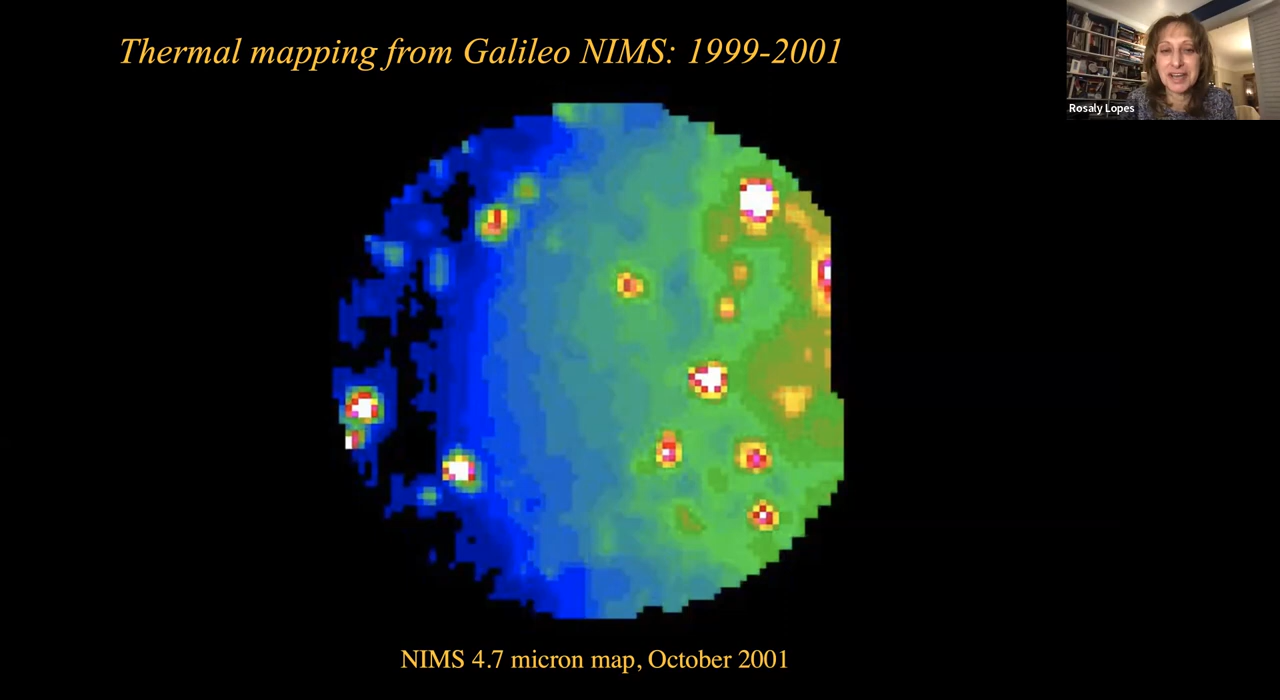 Thermal mapping from Galileo NIMS: 1999-2001
Rosaly Lopes
NIMS 4.7 micron map, October 2001